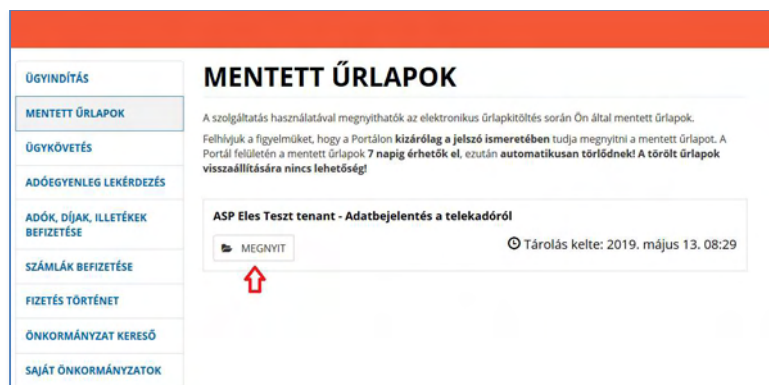 ÜGYINDÍTÁS
MENTETT ŰRLAPOK
ÜGYKÖVETÉS
ADÓEGYENLEG LEKÉRDEZÉS
ADÓK, DÍJAK, ILLETÉKEK
BEFIZETÉSE
SZÁMLÁK BEFIZETÉSE
FIZETÉS TÖRTÉNET
ÖNKORMÁNYZAT KERESŐ
SAJÁT ÖNKORMÁNYZATOK
MENTETT ŰRLAPOK
A szolgáltatás használatával megnyithatók az elektronikus űrlapkitöltés során Ön által mentett űrlapok.
Felhívjuk a figyelmüket, hogy a Portálon kizárólag a jelszó ismeretében tudja megnyitni a mentett űrlapot. A
Portál felületén a mentett űrlapok 7 napig érhetők el, ezután automatikusan törlődnek! A törölt űrlapok
visszaállítására nincs lehetőség!
ASP Eles Teszt tenant - Adatbejelentés a telekadóról
MEGNYIT
Tárolás kelte: 2019. május 13. 08:29